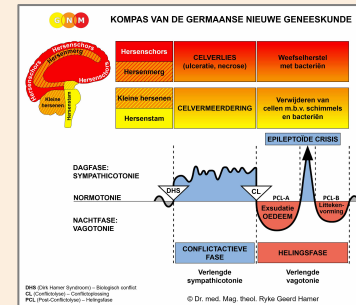 GNM
KOMPAS VAN DE GERMAANSE NIEUWE GENEESKUNDE
Hersenschors
Hersenmerg
Kleine hersenen
Hersenstam
Hersenschors
Hersenmerg
CELVERLIES
(ulceratie, necrose)
Weefselherstel
met bacteriën
Kleine hersenen
Hersenstam
CELVERMEERDERING
Verwijderen van
cellen m.b.v. schimmels
en bacteriën
EPILEPTOÏDE CRISIS
DAGFASE:
SYMPATHICOTONIE
DHS
CL
PCL-A
PCL-B
NORMOTONIE
Exsudatie
OEDEEM
Litteken-
vorming
NACHTFASE:
VAGOTONIE
CONFLICTACTIEVE
FASE
HELINGSFASE
Verlengde
sympathicotonie
Verlengde
vagotonie
DHS (Dirk Hamer Syndroom) – Biologisch conflict
CL (Conflictolyse) – Conflictoplossing
PCL (Post-Conflictolyse) – Helingsfase
© Dr. med. Mag. theol. Ryke Geerd Hamer